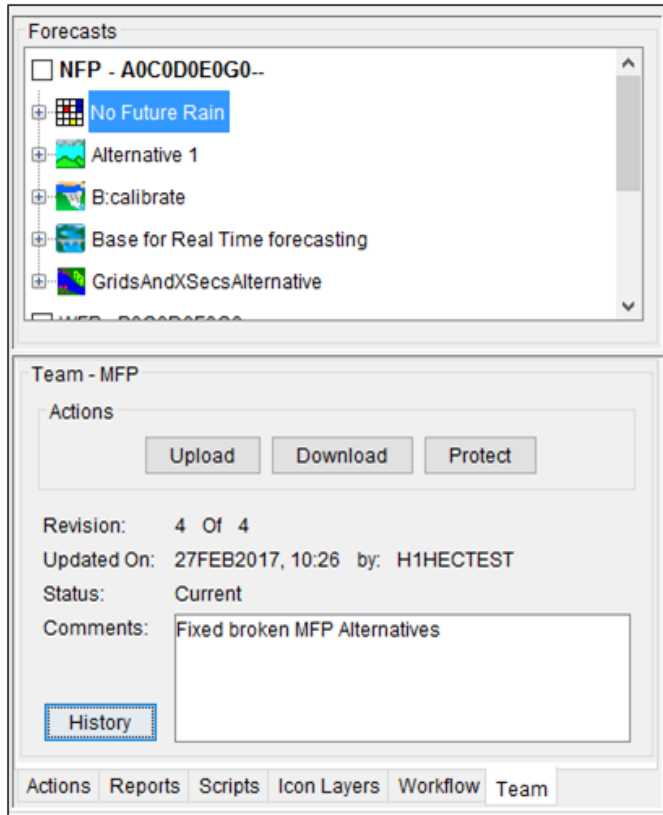 Forecasts
NFP - A0C0D0E0G0--
No Future Rain
Alternative 1
B:calibrate
Base for Real Time forecasting
GridsAndXSecsAlternative
Team - MFP
Actions
Upload Download Protect
Revision: 4 Of 4
Updated On: 27FEB2017, 10:26 by: H1HECTEST
Status: Current
Comments: Fixed broken MFP Alternatives
History
Actions Reports Scripts Icon Layers Workflow Team